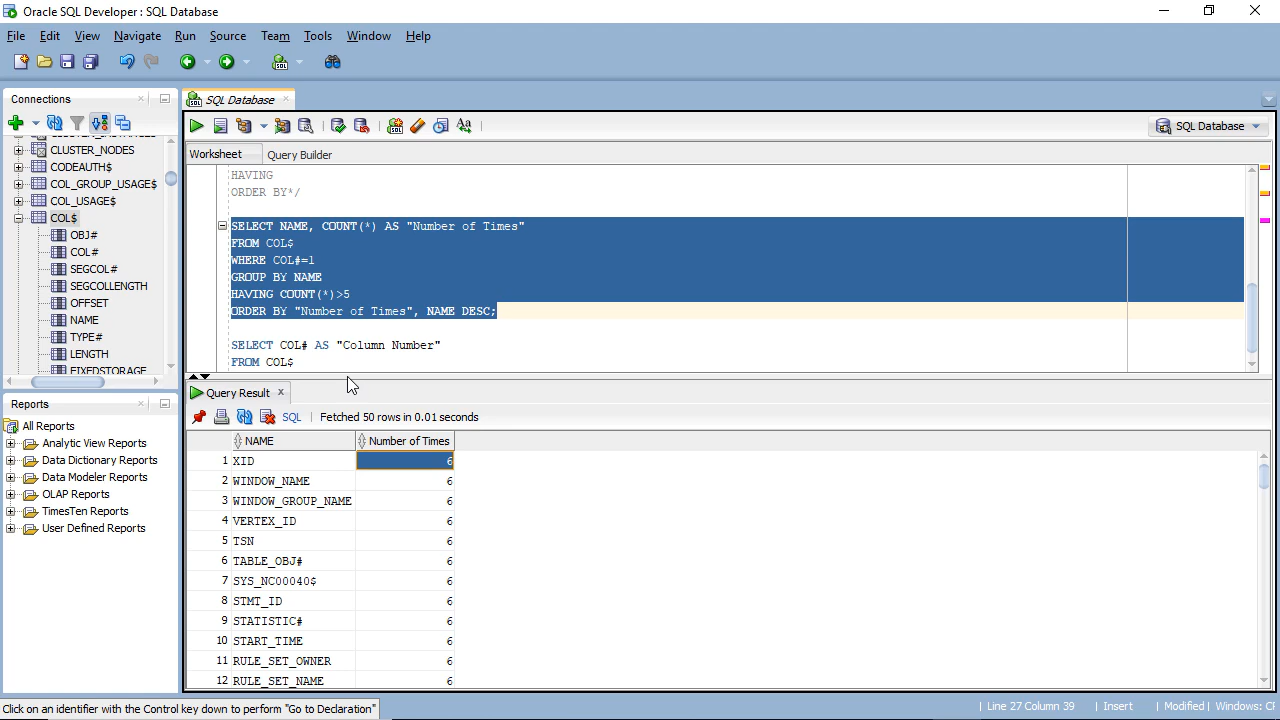 Oracle SQL Developer : SQL Database
File Edit View Navigate Run Source Team Tools Window Help
Connections
CLUSTER_NODES
CODEAUTH$
COL_GROUP_USAGE$
COL_USAGE$
COL$
OBJ#
COL#
SEGCOL#
SEGCOLLENGTH
OFFSET
NAME
TYPE#
LENGTH
FIXEDSTORAGE
Reports
All Reports
Analytic View Reports
Data Dictionary Reports
Data Modeler Reports
OLAP Reports
TimesTen Reports
User Defined Reports
SQL Database
SQL Database
Worksheet Query Builder
HAVING
ORDER BY*/
SELECT NAME, COUNT(*) AS "Number of Times"
FROM COL$
WHERE COL#=1
GROUP BY NAME
HAVING COUNT(*)>5
ORDER BY "Number of Times", NAME DESC;
SELECT COL# AS "Column Number"
FROM COL$
Query Result x
SQL Fetched 50 rows in 0.01 seconds
NAME Number of Times
1 XID 6
2 WINDOW_NAME 6
3 WINDOW_GROUP_NAME 6
4 VERTEX_ID 6
5 TSN 6
6 TABLE_OBJ# 6
7 SYS_NC00040$ 6
8 STMT_ID 6
9 STATISTIC# 6
10 START_TIME 6
11 RULE_SET_OWNER 6
12 RULE_SET_NAME 6
Click on an identifier with the Control key down to perform "Go to Declaration"
Line 27 Column 39 Insert Modified Windows: